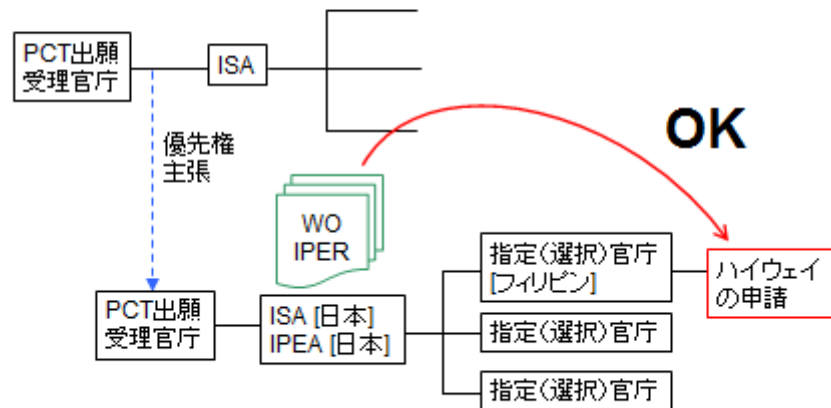 PCT出願
受理官庁
ISA
OK
優先権
主張
WO
IPER
指定(選択)官庁
[フィリピン]
ハイウェイ
の申請
PCT出願
受理官庁
ISA [日本]
IPEA [日本]
指定(選択)官庁
指定(選択)官庁